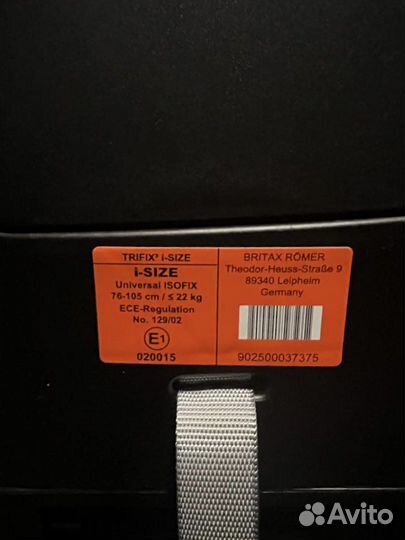 TRIFIX² i-SIZE
i-SIZE
Universal ISOFIX
76-105 cm / ≤ 22 kg
ECE-Regulation
No. 129/02
E1
020015
BRITAX RÖMER
Theodor-Heuss-Straße 9
89340 Leipheim
Germany
902500037375
Avito